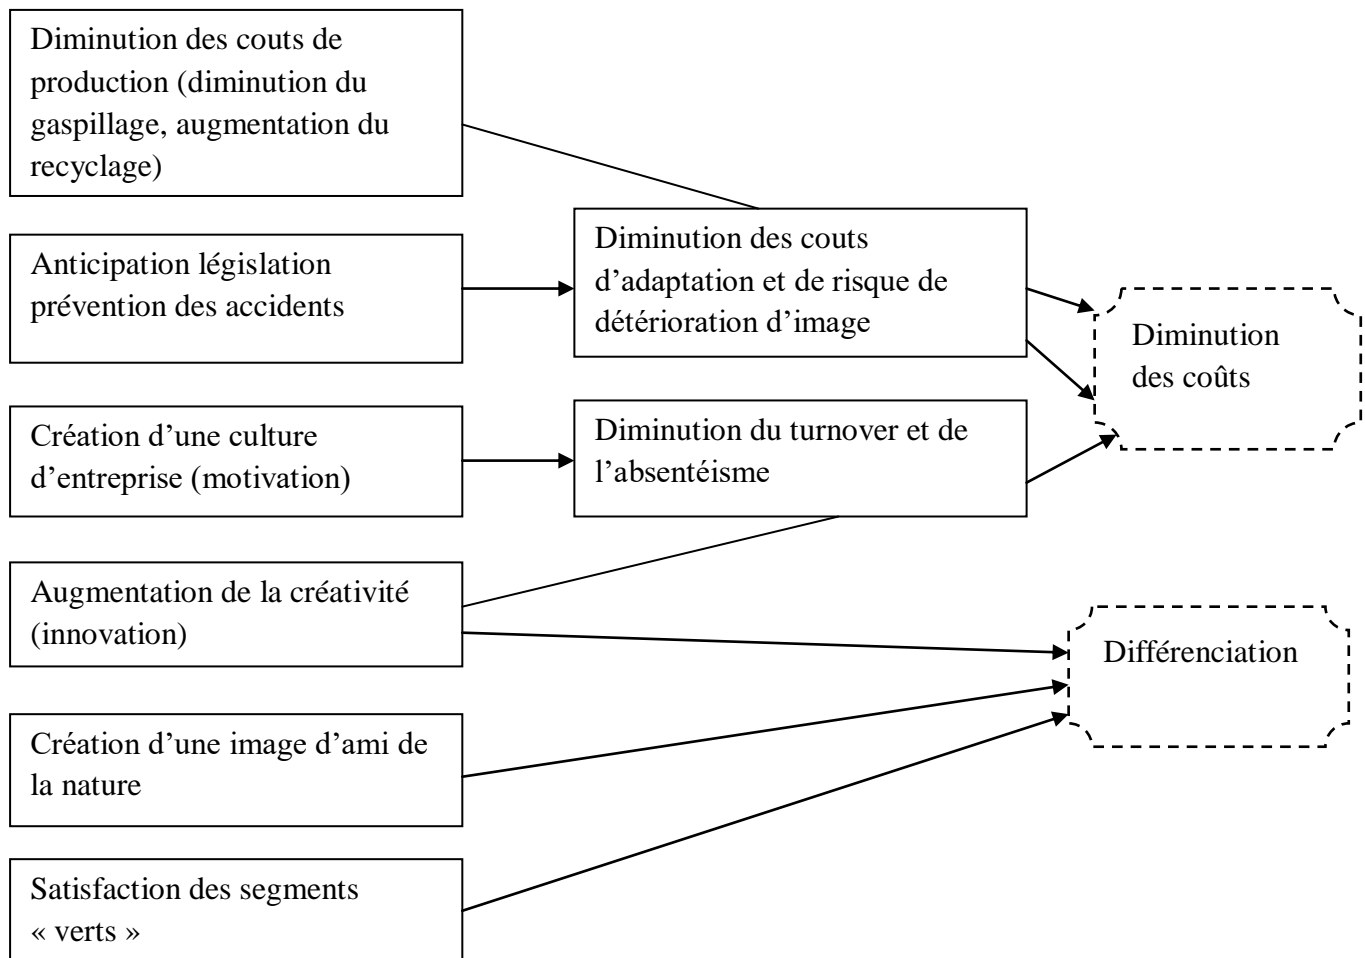 Diminution des couts de
production (diminution du
gaspillage, augmentation du
recyclage)
Anticipation législation
prévention des accidents
Diminution des couts
d’adaptation et de risque de
détérioration d’image
Diminution
des coûts
Création d’une culture
d’entreprise (motivation)
Diminution du turnover et de
l’absentéisme
Augmentation de la créativité
(innovation)
Différenciation
Création d’une image d’ami de
la nature
Satisfaction des segments
« verts »